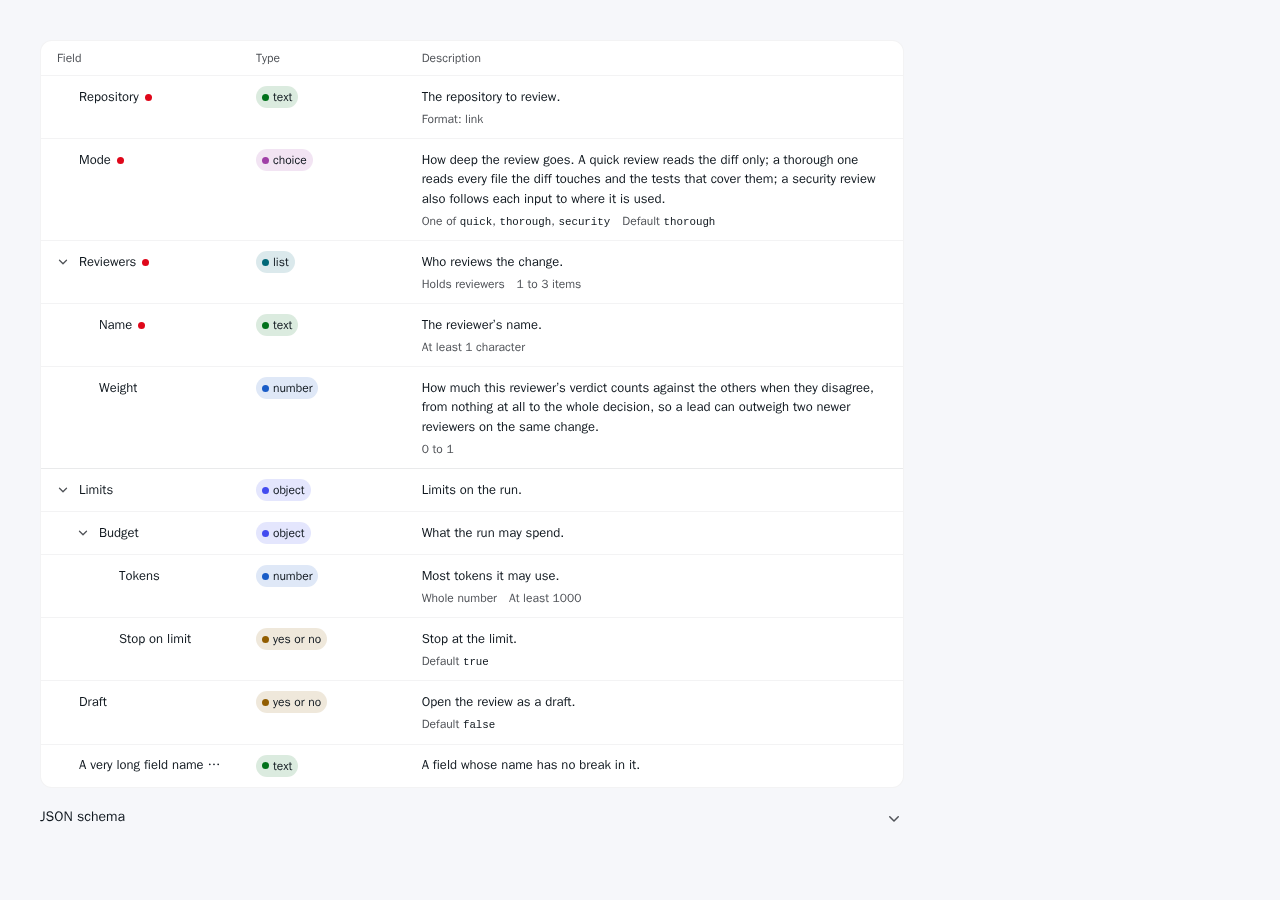 Field Type Description
Repository text The repository to review.
Format: link
Mode choice How deep the review goes. A quick review reads the diff only; a thorough one
reads every file the diff touches and the tests that cover them; a security review
also follows each input to where it is used.
One of quick, thorough, security Default thorough
Reviewers list Who reviews the change.
Holds reviewers 1 to 3 items
Name text The reviewer's name.
At least 1 character
Weight number How much this reviewer's verdict counts against the others when they disagree,
from nothing at all to the whole decision, so a lead can outweigh two newer
reviewers on the same change.
0 to 1
Limits object Limits on the run.
Budget object What the run may spend.
Tokens number Most tokens it may use.
Whole number At least 1000
Stop on limit yes or no Stop at the limit.
Default true
Draft yes or no Open the review as a draft.
Default false
A very long field name ⋯ text A field whose name has no break in it.
JSON schema